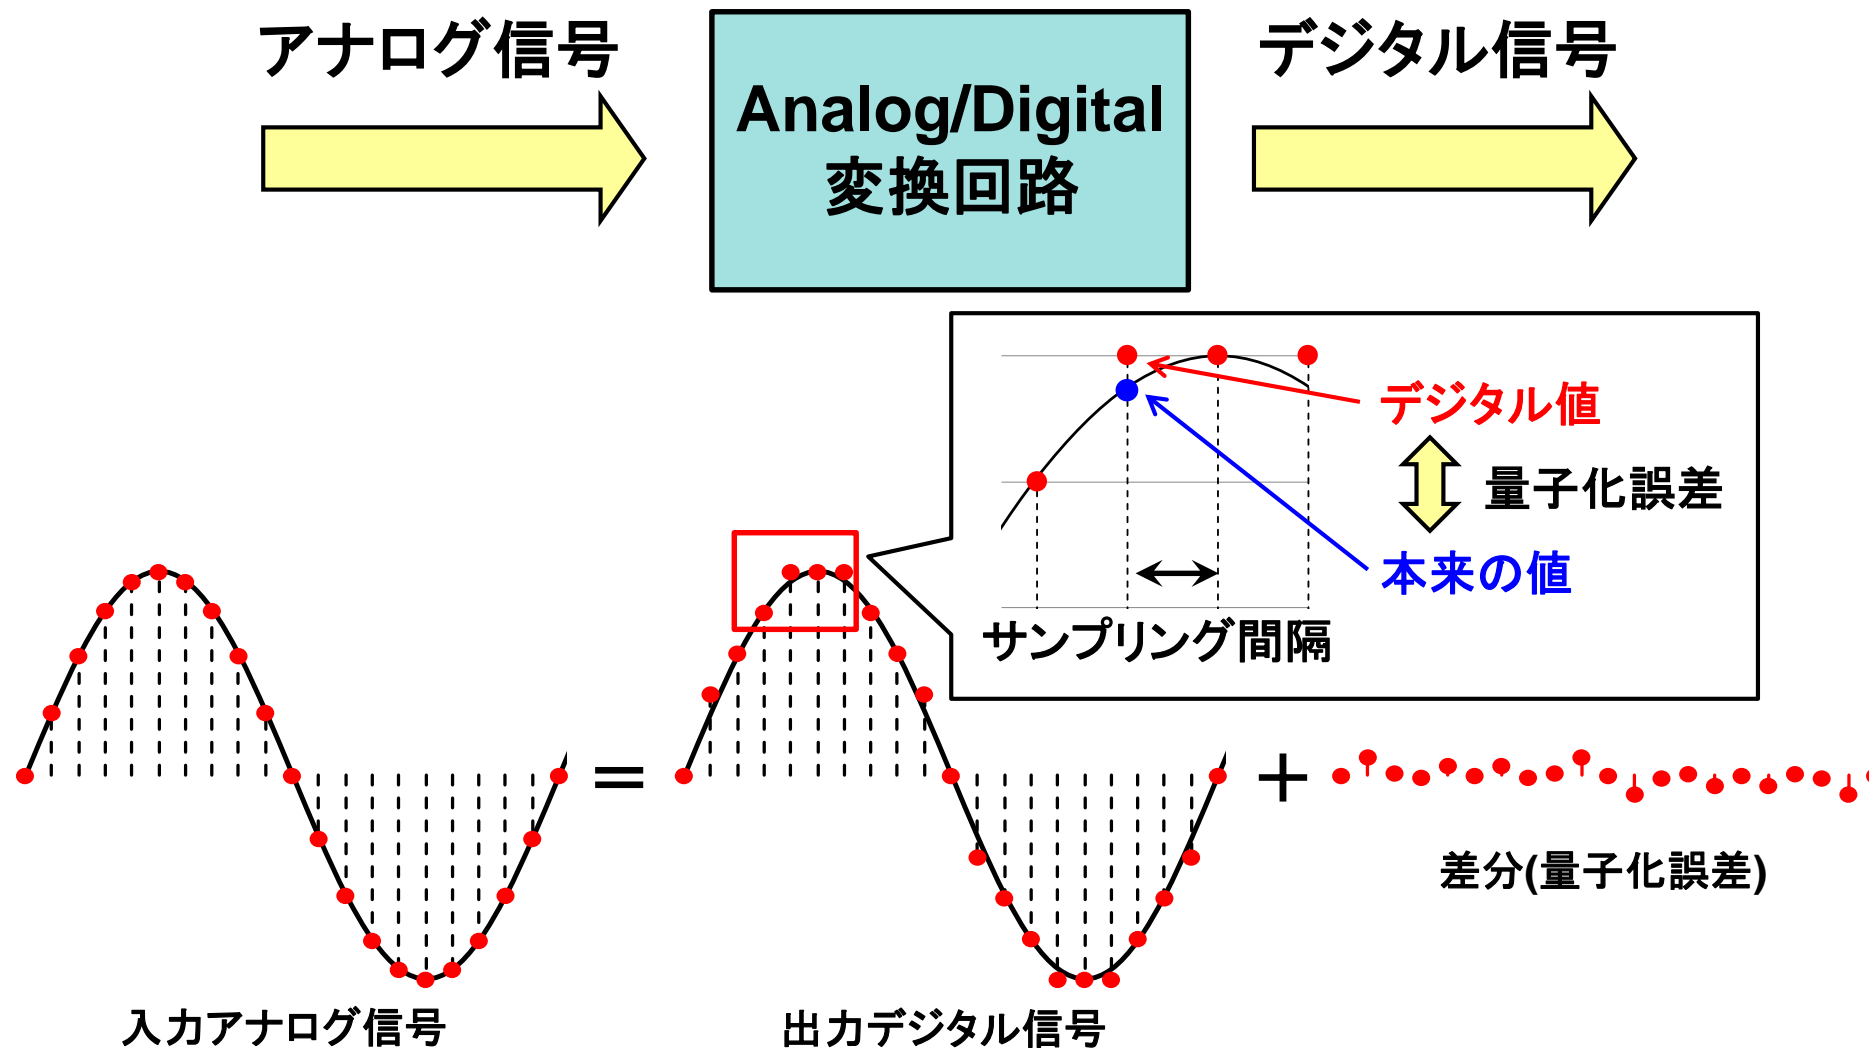 アナログ信号
Analog/Digital
変換回路
デジタル信号
デジタル値
量子化誤差
本来の値
サンプリング間隔
=
+
差分(量子化誤差)
入力アナログ信号
出力デジタル信号